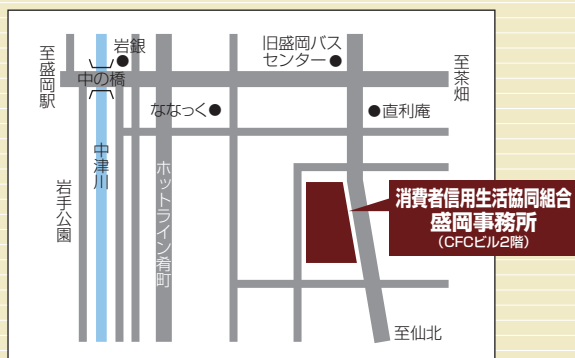 至盛岡駅
岩銀
旧盛岡バス
センター
至茶畑
中の橋
ななっく
直利庵
中津川
岩手公園
ホットライン肴町
消費者信用生活協同組合
盛岡事務所
(CFCビル2階)
至仙北